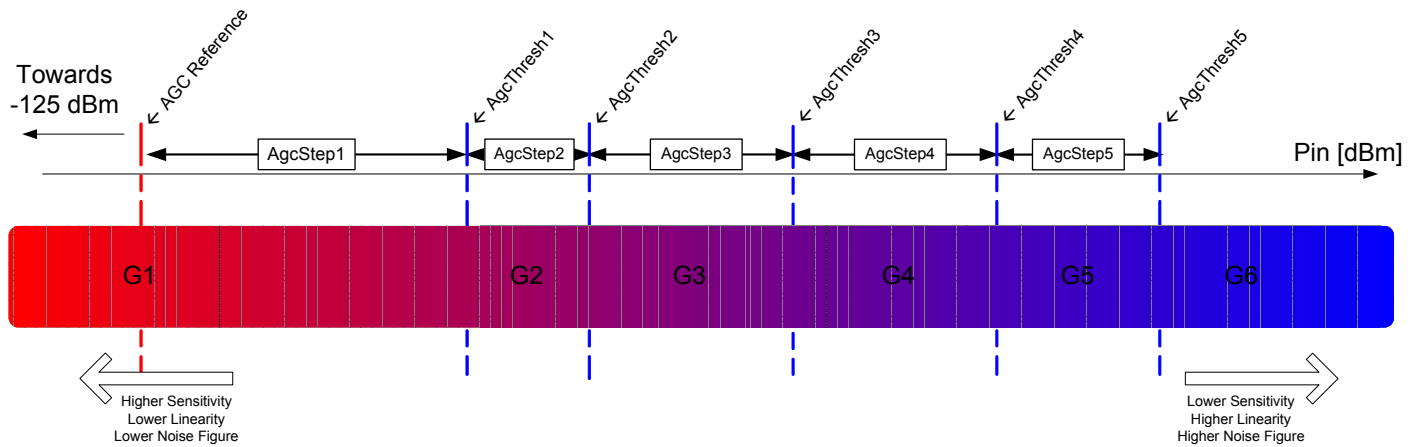 Towards
-125 dBm
← AGC Reference
← AgcThresh1
← AgcThresh2
← AgcThresh3
← AgcThresh4
← AgcThresh5
AgcStep1
AgcStep2
AgcStep3
AgcStep4
AgcStep5
Pin [dBm]
G1
G2
G3
G4
G5
G6
Higher Sensitivity
Lower Linearity
Lower Noise Figure
Lower Sensitivity
Higher Linearity
Higher Noise Figure